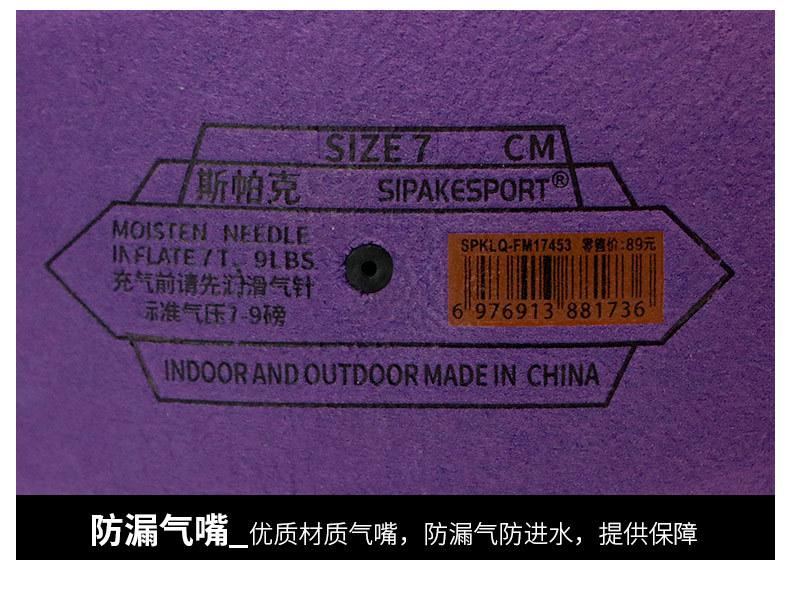 SIZE 7 CM
斯帕克 SIPAKESPORT®
MOISTEN NEEDLE
INFLATE/T. 9LBS
充气前请先润滑气针
标准气压7-9磅
SPKLQ-FM17453 零售价:89元
6 976913 881736
INDOOR AND OUTDOOR MADE IN CHINA
防漏气嘴_优质材质气嘴，防漏气防进水，提供保障